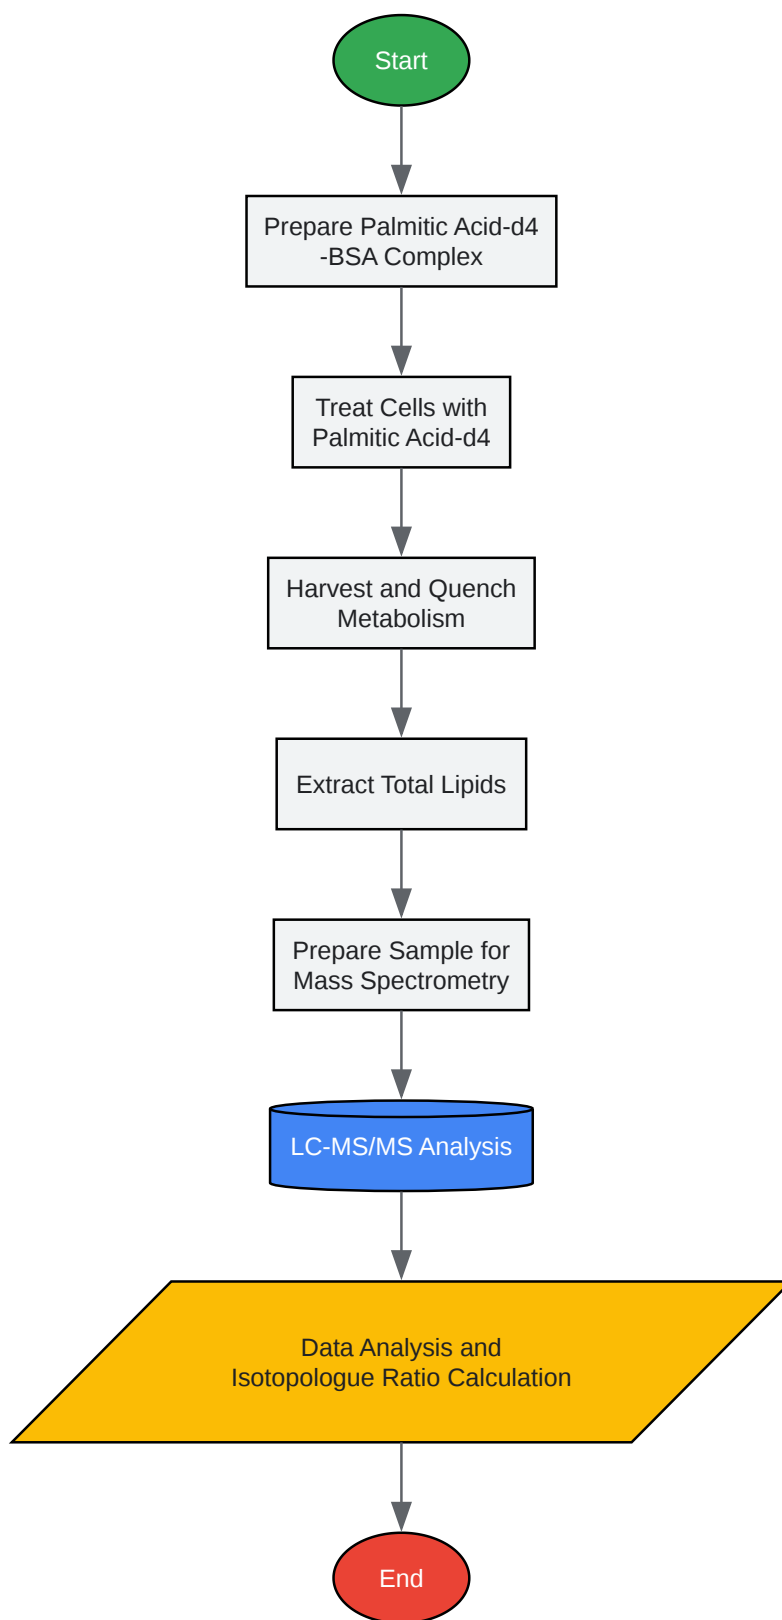 Start
Prepare Palmitic Acid-d4
-BSA Complex
Treat Cells with
Palmitic Acid-d4
Harvest and Quench
Metabolism
Extract Total Lipids
Prepare Sample for
Mass Spectrometry
LC-MS/MS Analysis
Data Analysis and
Isotopologue Ratio Calculation
End